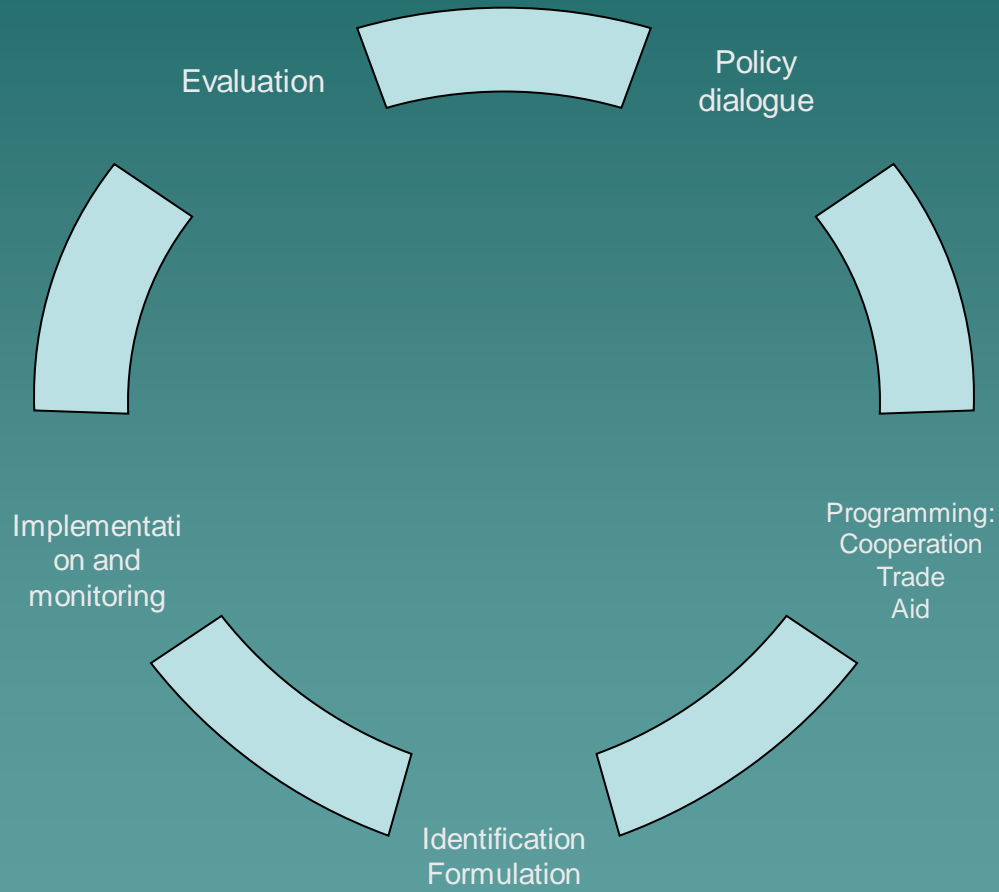 Evaluation
Policy
dialogue
Implementati
on and
monitoring
Programming:
Cooperation
Trade
Aid
Identification
Formulation